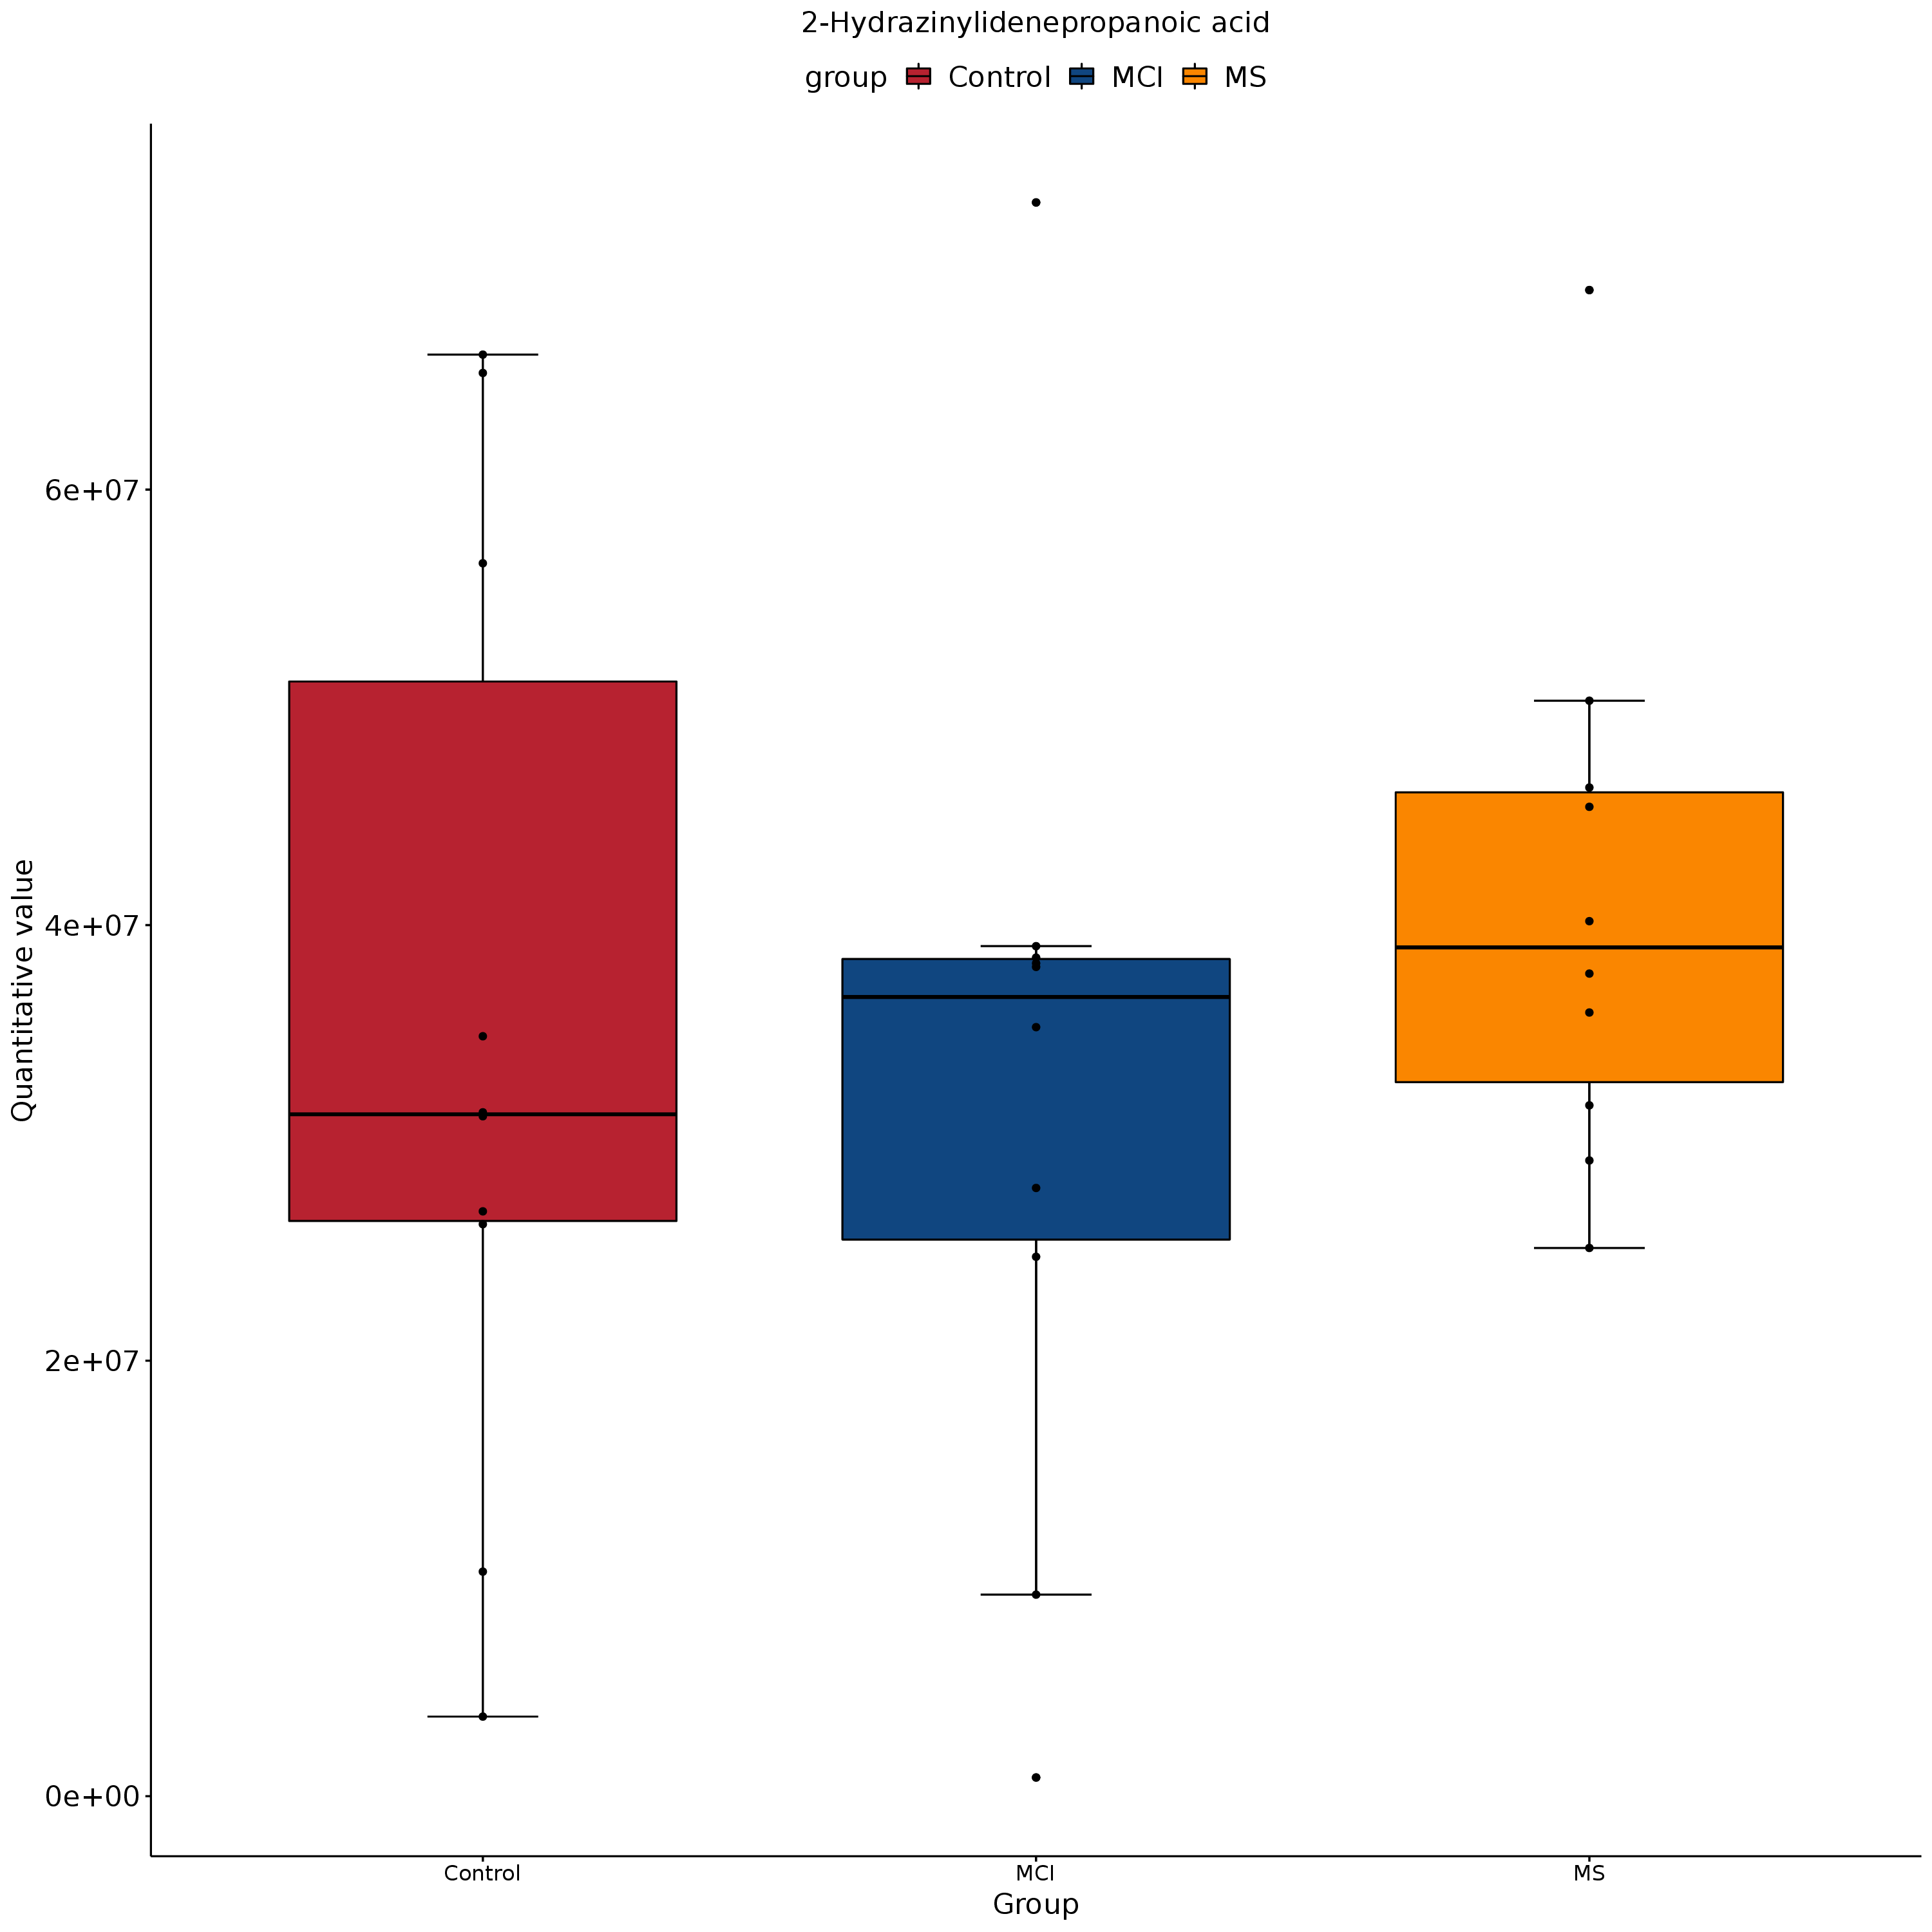 2-Hydrazinylidenepropanoic acid
group Control MCI MS
Quantitative value
6e+07
4e+07
2e+07
0e+00
Control MCI MS
Group